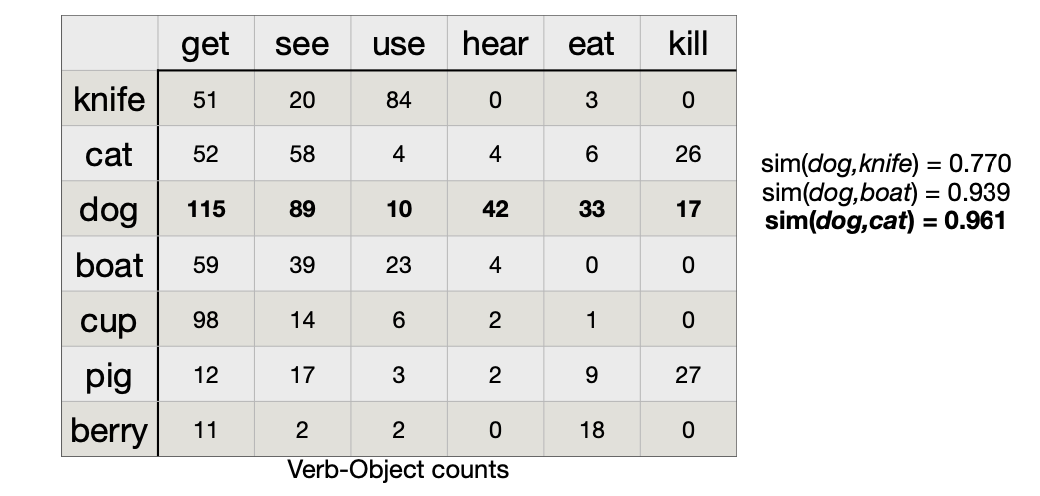 get see use hear eat kill
knife 51 20 84 0 3 0
cat 52 58 4 4 6 26
dog 115 89 10 42 33 17
boat 59 39 23 4 0 0
cup 98 14 6 2 1 0
pig 12 17 3 2 9 27
berry 11 2 2 0 18 0
Verb-Object counts
sim(dog,knife) = 0.770
sim(dog,boat) = 0.939
sim(dog,cat) = 0.961